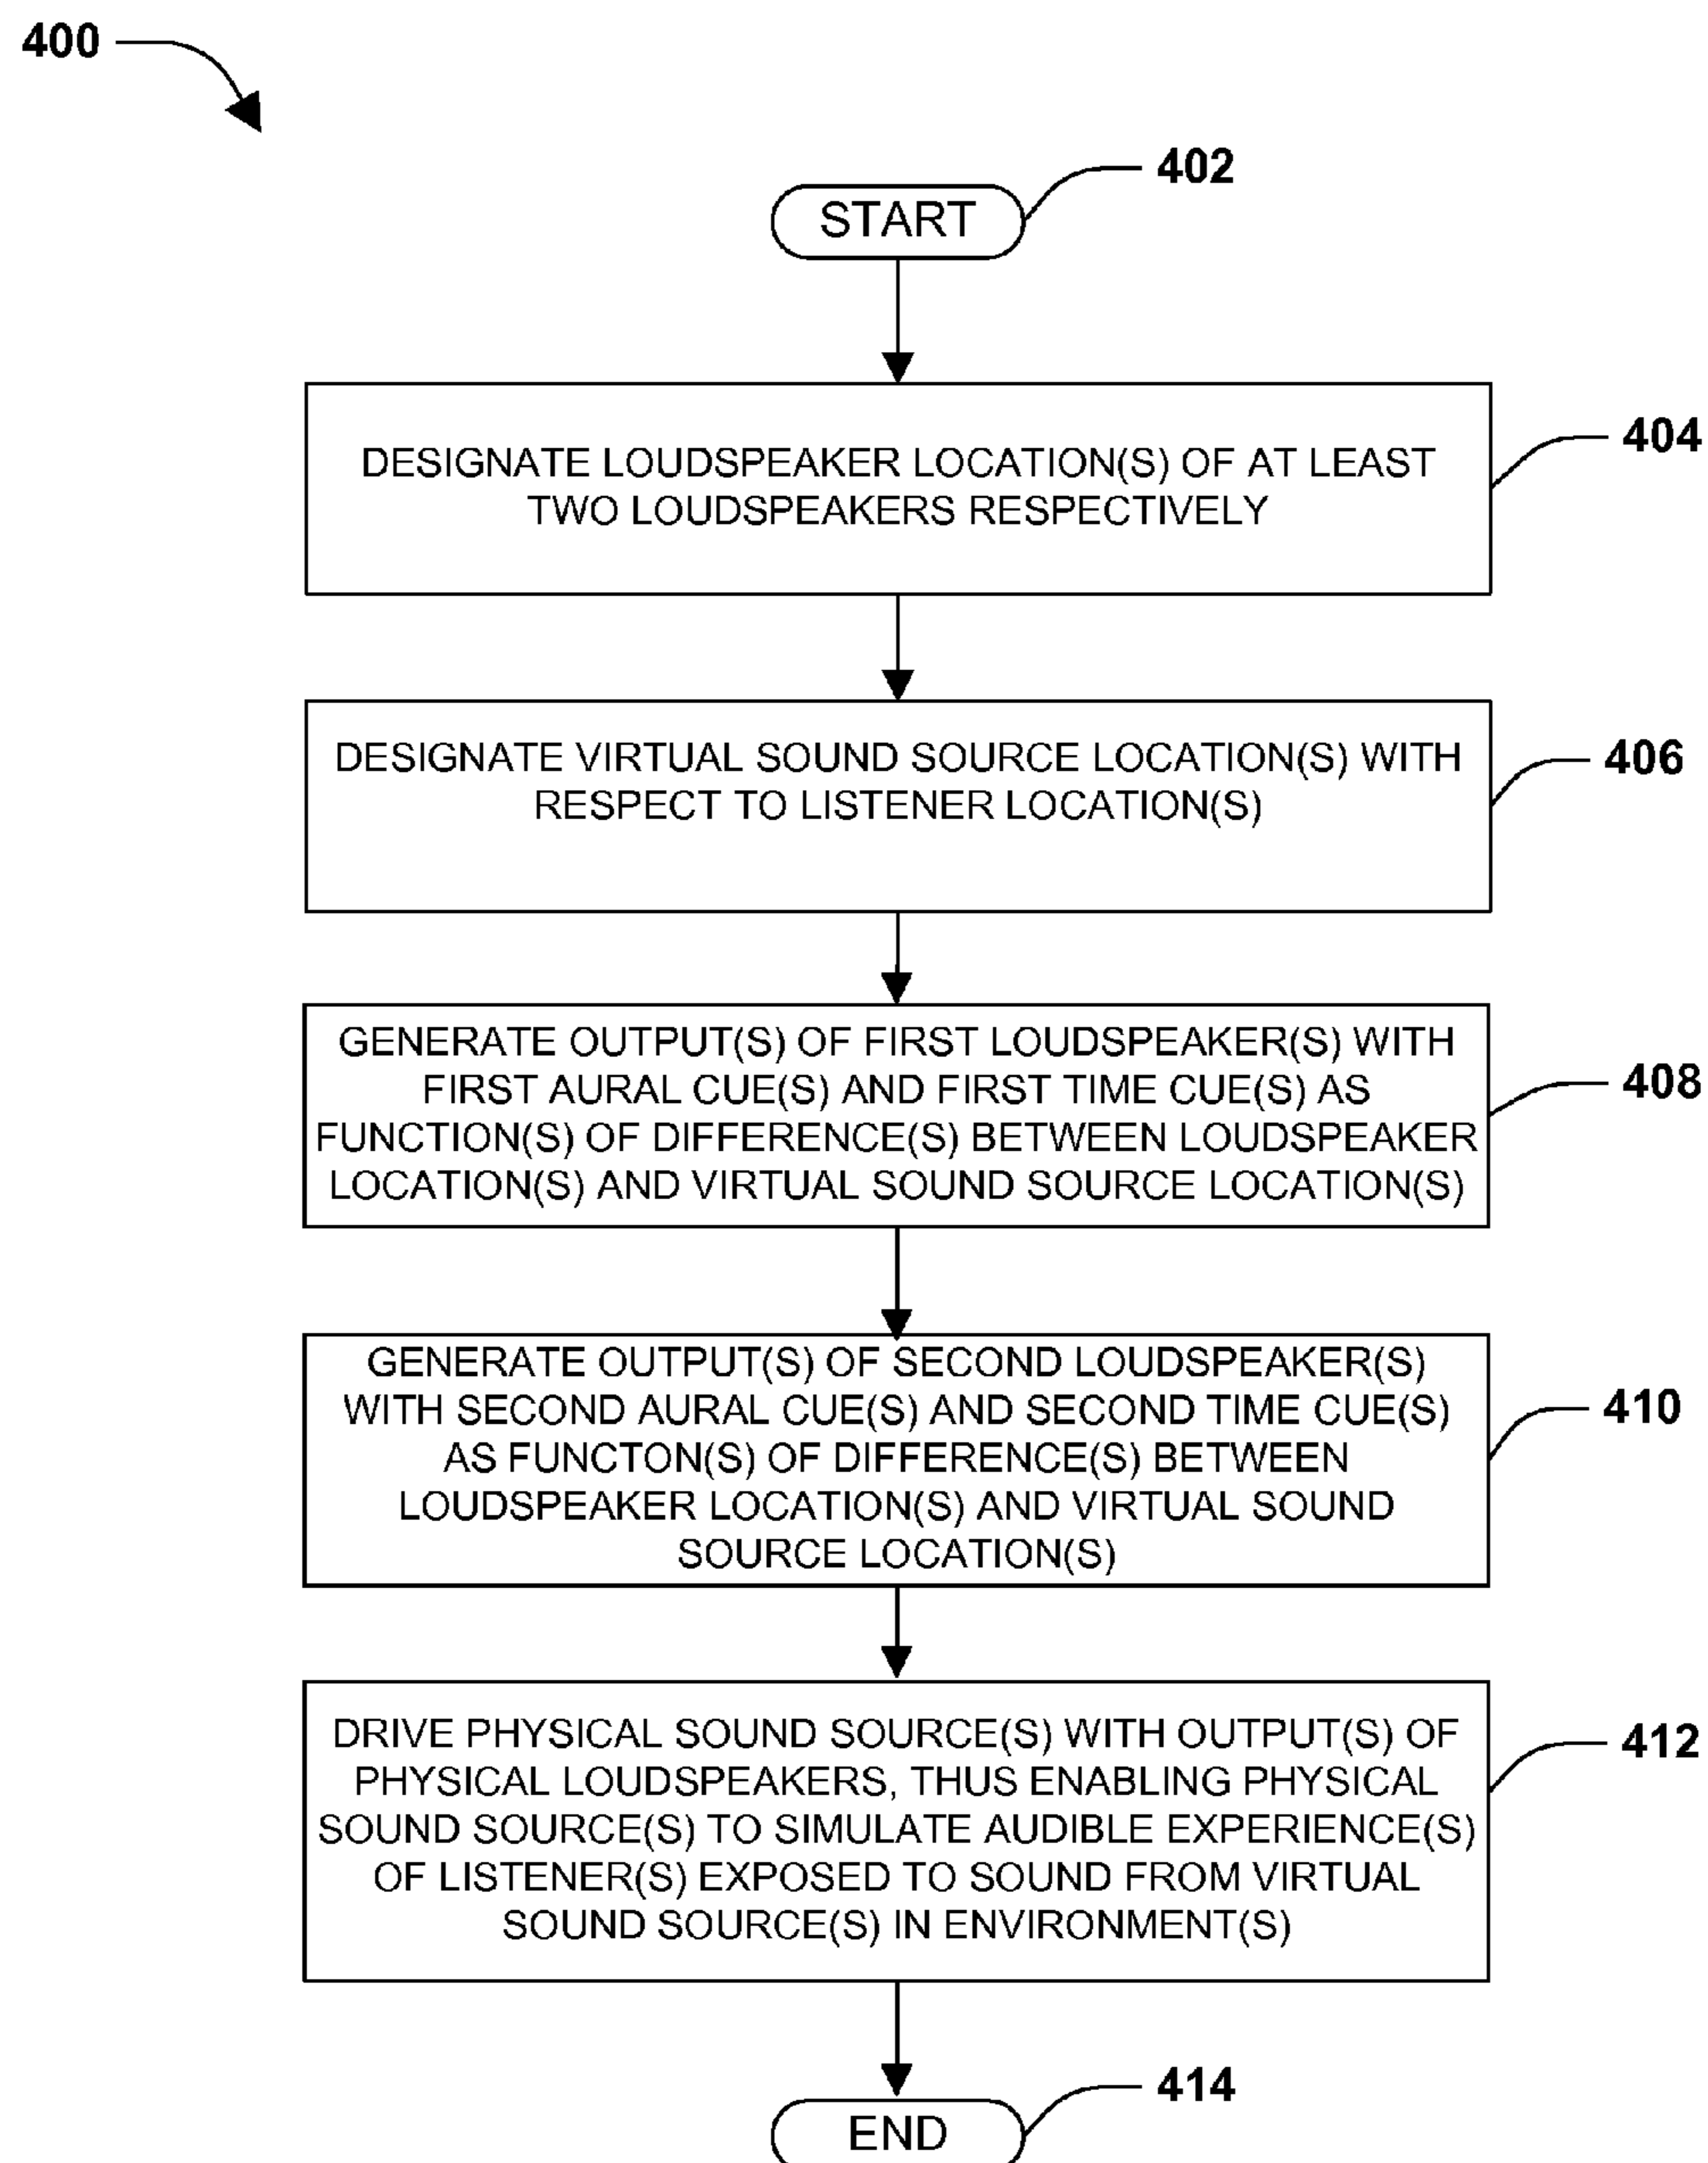 400
402
START
404
DESIGNATE LOUDSPEAKER LOCATION(S) OF AT LEAST
TWO LOUDSPEAKERS RESPECTIVELY
406
DESIGNATE VIRTUAL SOUND SOURCE LOCATION(S) WITH
RESPECT TO LISTENER LOCATION(S)
408
GENERATE OUTPUT(S) OF FIRST LOUDSPEAKER(S) WITH
FIRST AURAL CUE(S) AND FIRST TIME CUE(S) AS
FUNCTION(S) OF DIFFERENCE(S) BETWEEN LOUDSPEAKER
LOCATION(S) AND VIRTUAL SOUND SOURCE LOCATION(S)
410
GENERATE OUTPUT(S) OF SECOND LOUDSPEAKER(S)
WITH SECOND AURAL CUE(S) AND SECOND TIME CUE(S)
AS FUNCTON(S) OF DIFFERENCE(S) BETWEEN
LOUDSPEAKER LOCATION(S) AND VIRTUAL SOUND
SOURCE LOCATION(S)
412
DRIVE PHYSICAL SOUND SOURCE(S) WITH OUTPUT(S) OF
PHYSICAL LOUDSPEAKERS, THUS ENABLING PHYSICAL
SOUND SOURCE(S) TO SIMULATE AUDIBLE EXPERIENCE(S)
OF LISTENER(S) EXPOSED TO SOUND FROM VIRTUAL
SOUND SOURCE(S) IN ENVIRONMENT(S)
414
END